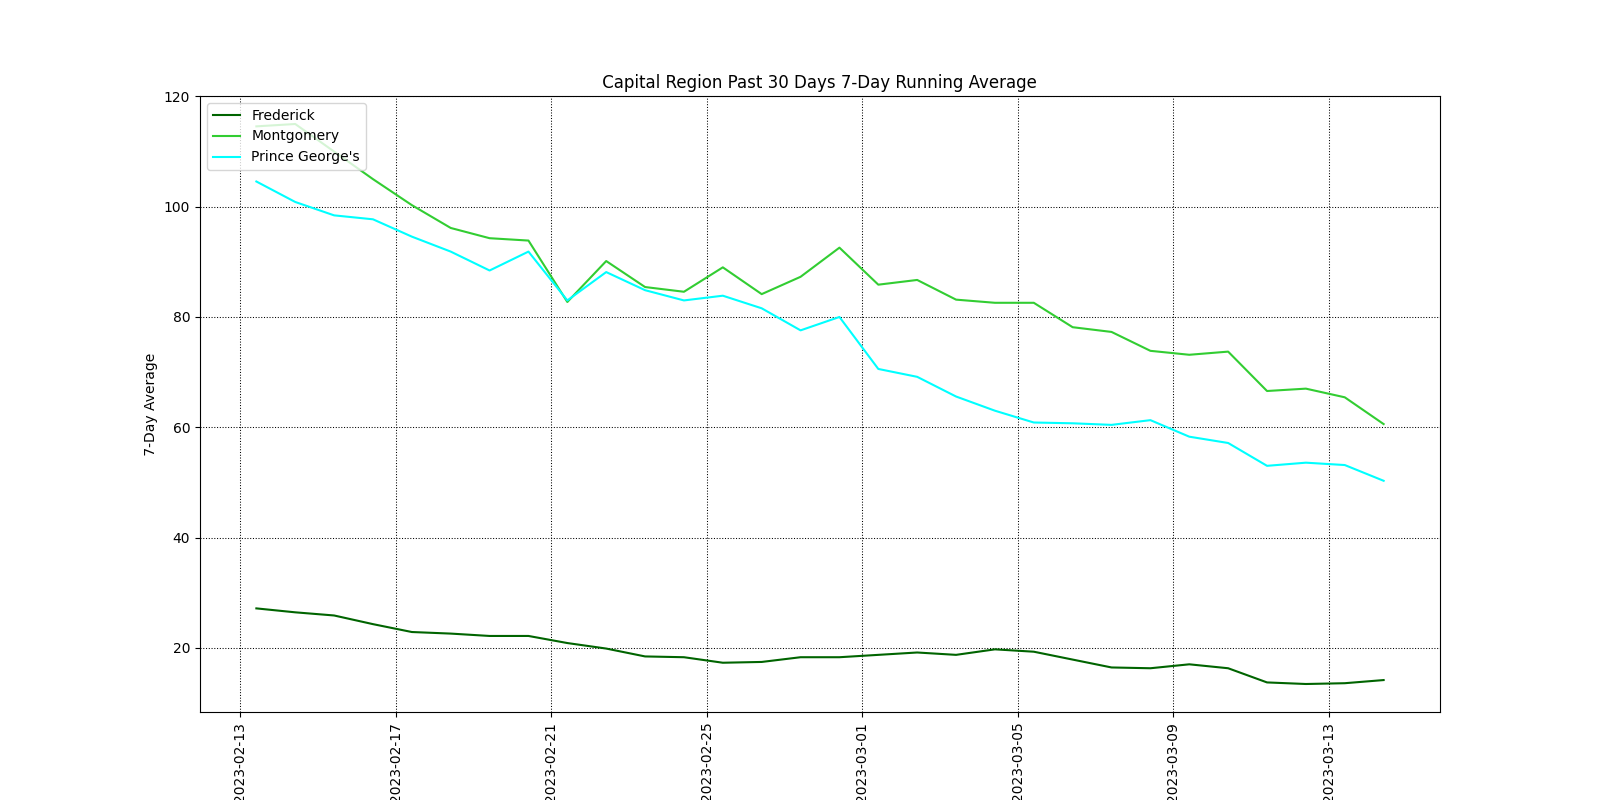 Capital Region Past 30 Days 7-Day Running Average
120
100
80
60
40
20
7-Day Average
Frederick
Montgomery
Prince George's
2023-02-13
2023-02-17
2023-02-21
2023-02-25
2023-03-01
2023-03-05
2023-03-09
2023-03-13